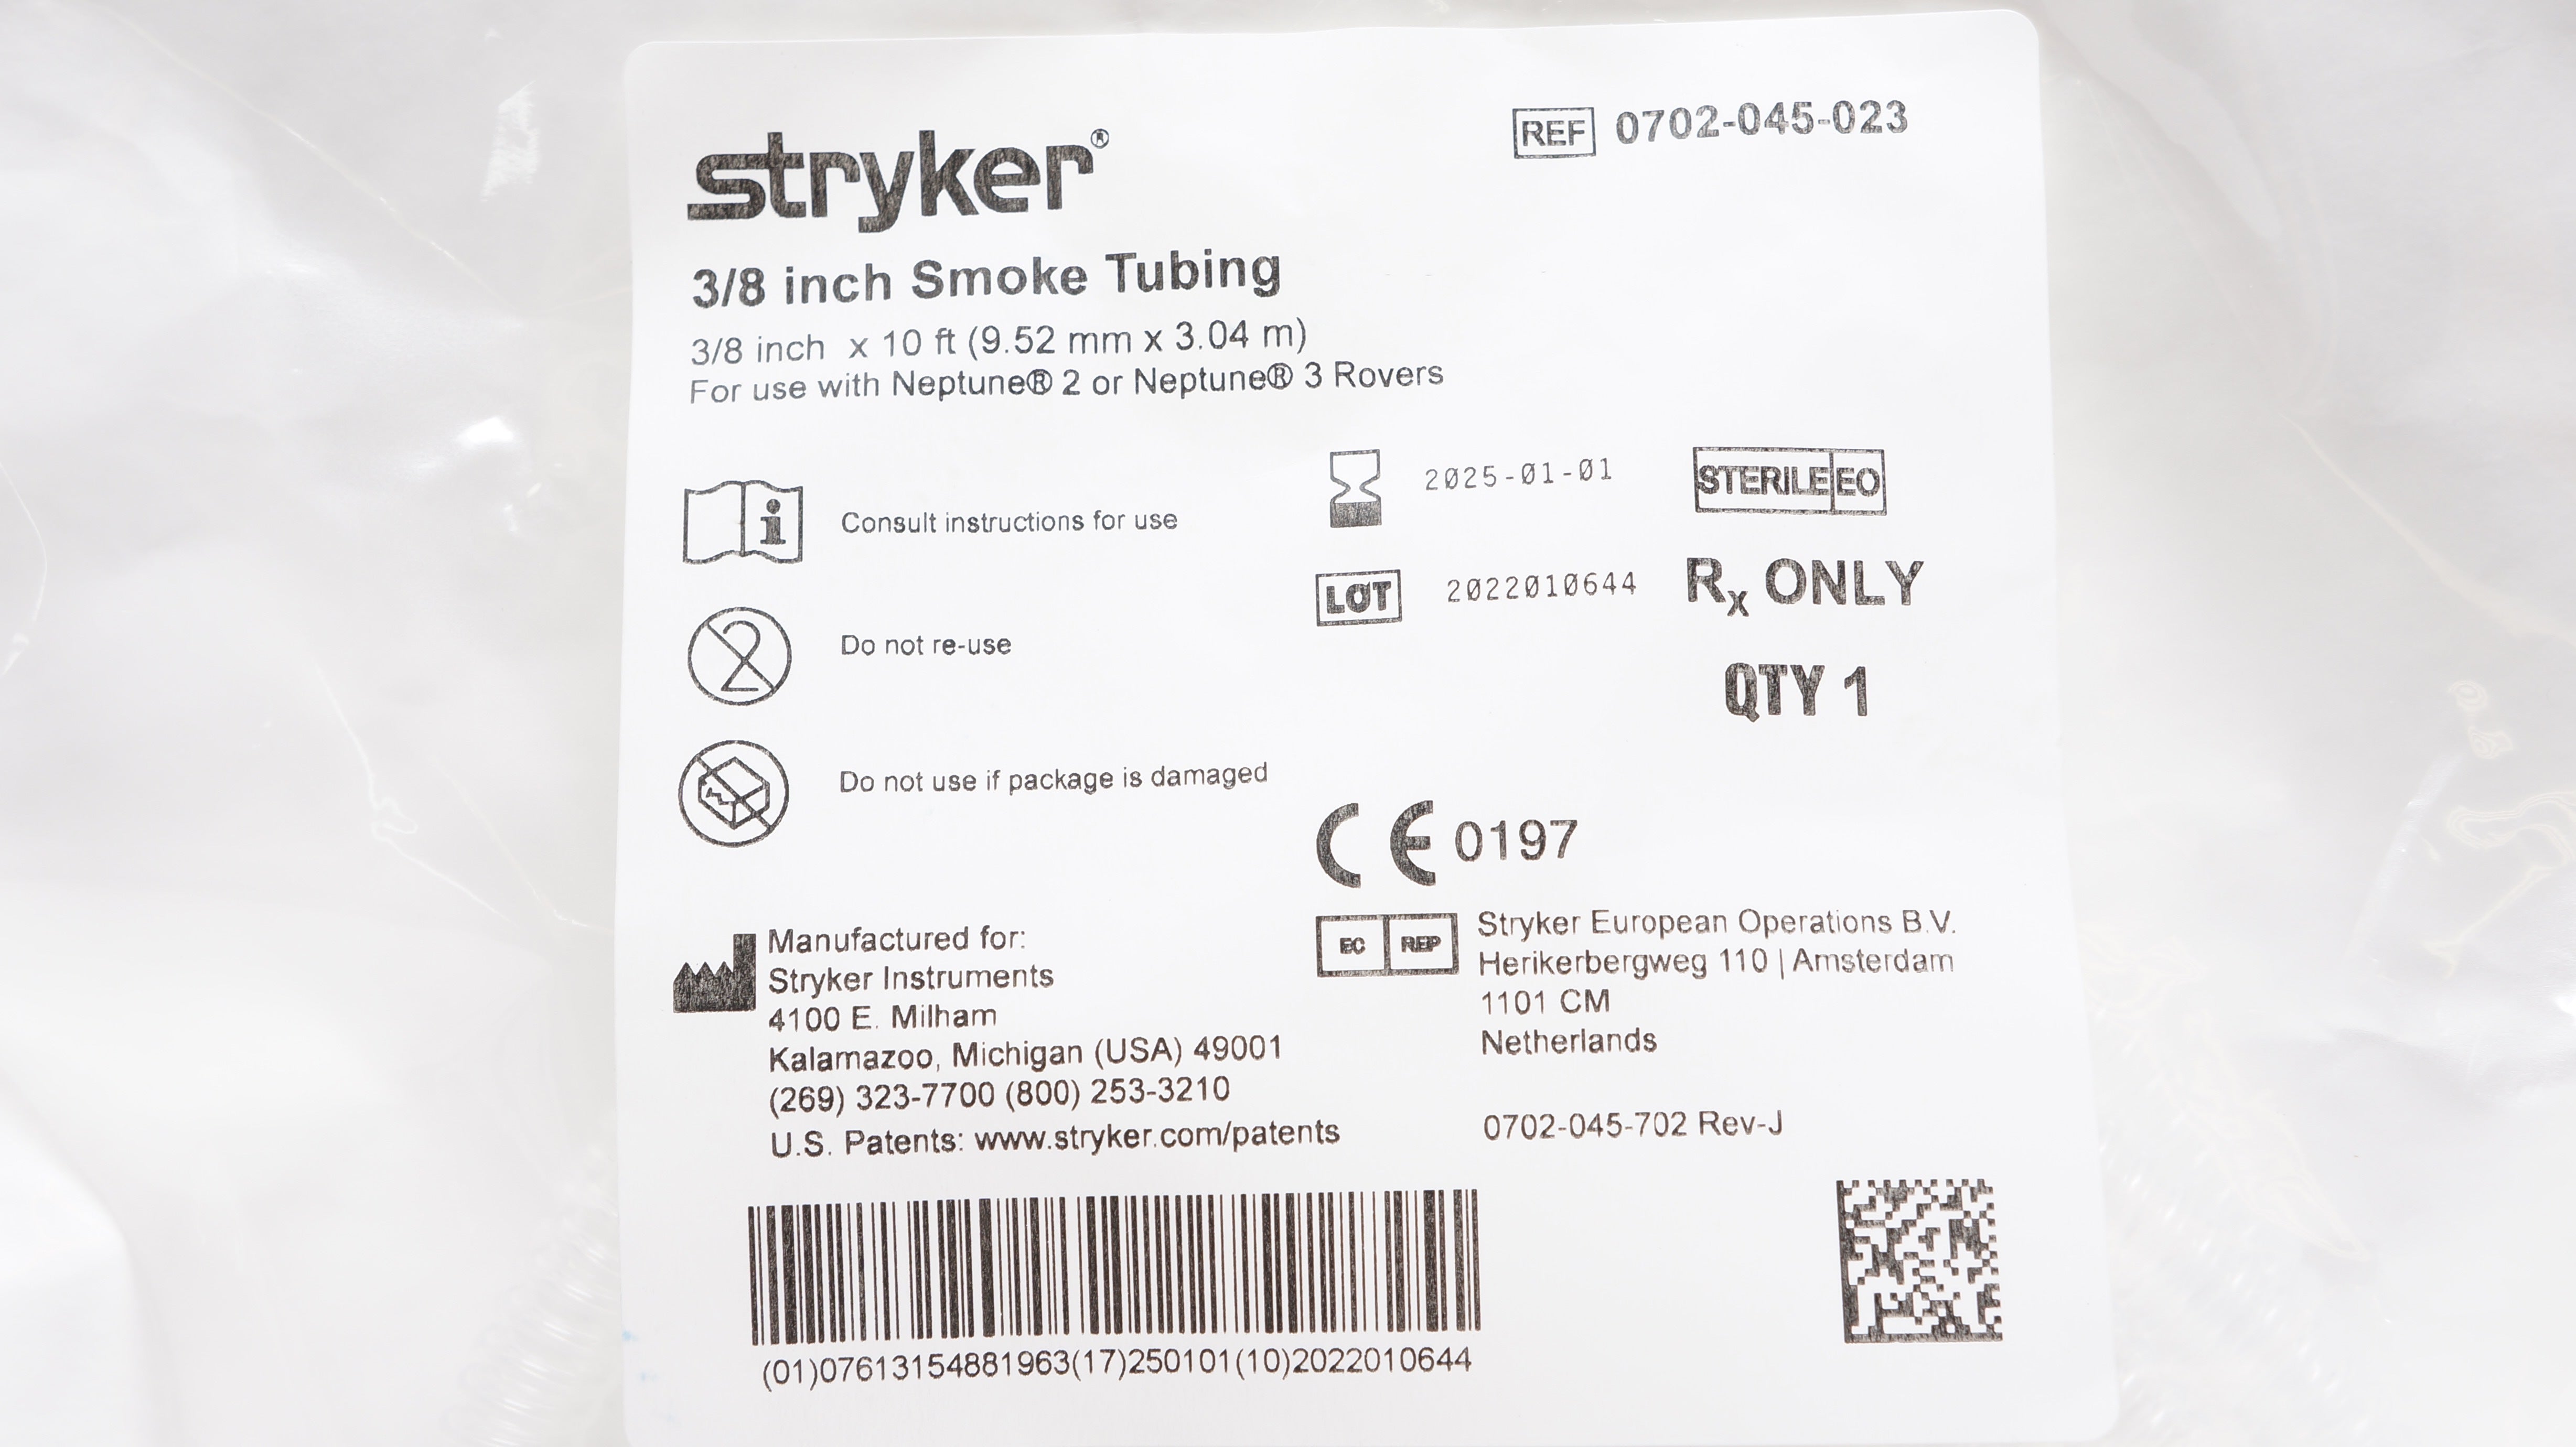 stryker®
REF 0702-045-023
3/8 inch Smoke Tubing
3/8 inch x 10 ft (9.52 mm x 3.04 m)
For use with Neptune® 2 or Neptune® 3 Rovers
i Consult instructions for use
2025-01-01
STERILE EO
LOT 2022010644
Rx ONLY
2 Do not re-use
QTY 1
Do not use if package is damaged
CE 0197
Manufactured for:
Stryker Instruments
4100 E. Milham
Kalamazoo, Michigan (USA) 49001
(269) 323-7700 (800) 253-3210
U.S. Patents: www.stryker.com/patents
EC REP
Stryker European Operations B.V.
Herikerbergweg 110 | Amsterdam
1101 CM
Netherlands
0702-045-702 Rev-J
(01)07613154881963(17)250101(10)2022010644